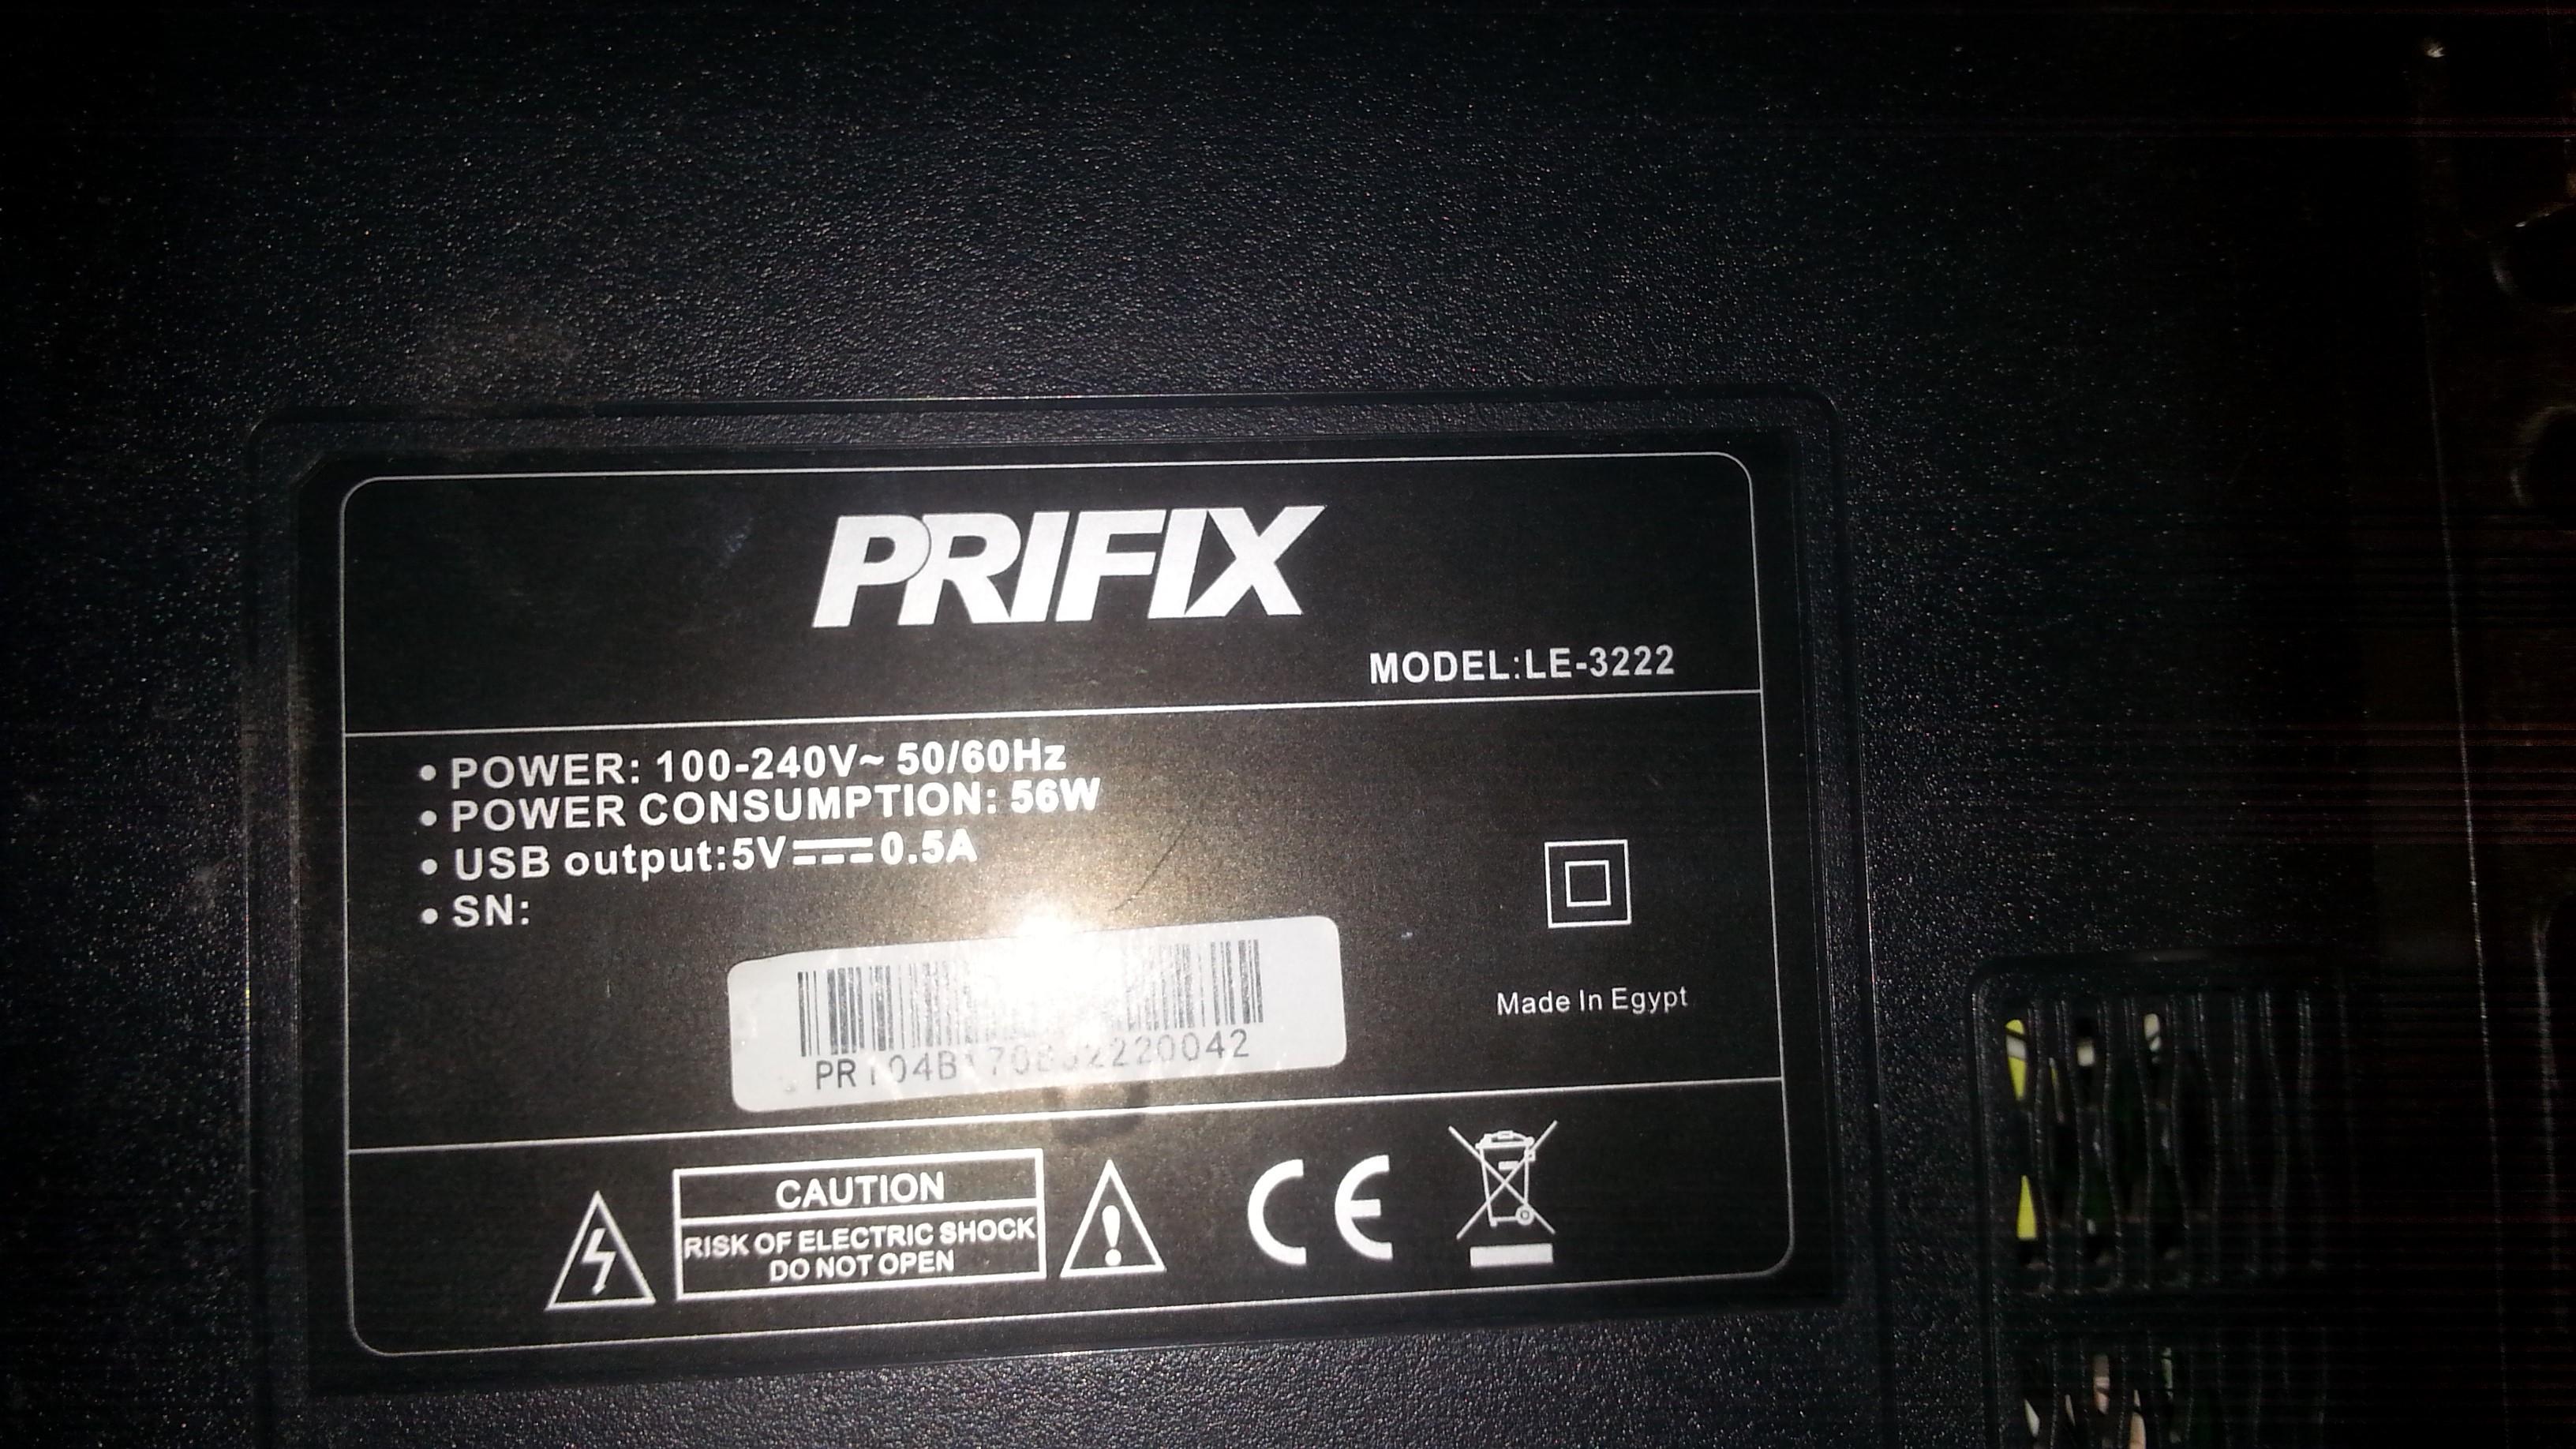 PRIFIX
MODEL:LE-3222
• POWER: 100-240V~ 50/60Hz
• POWER CONSUMPTION: 56W
• USB output:5V⎓0.5A
• SN:
Made In Egypt
CAUTION
RISK OF ELECTRIC SHOCK
DO NOT OPEN
CE